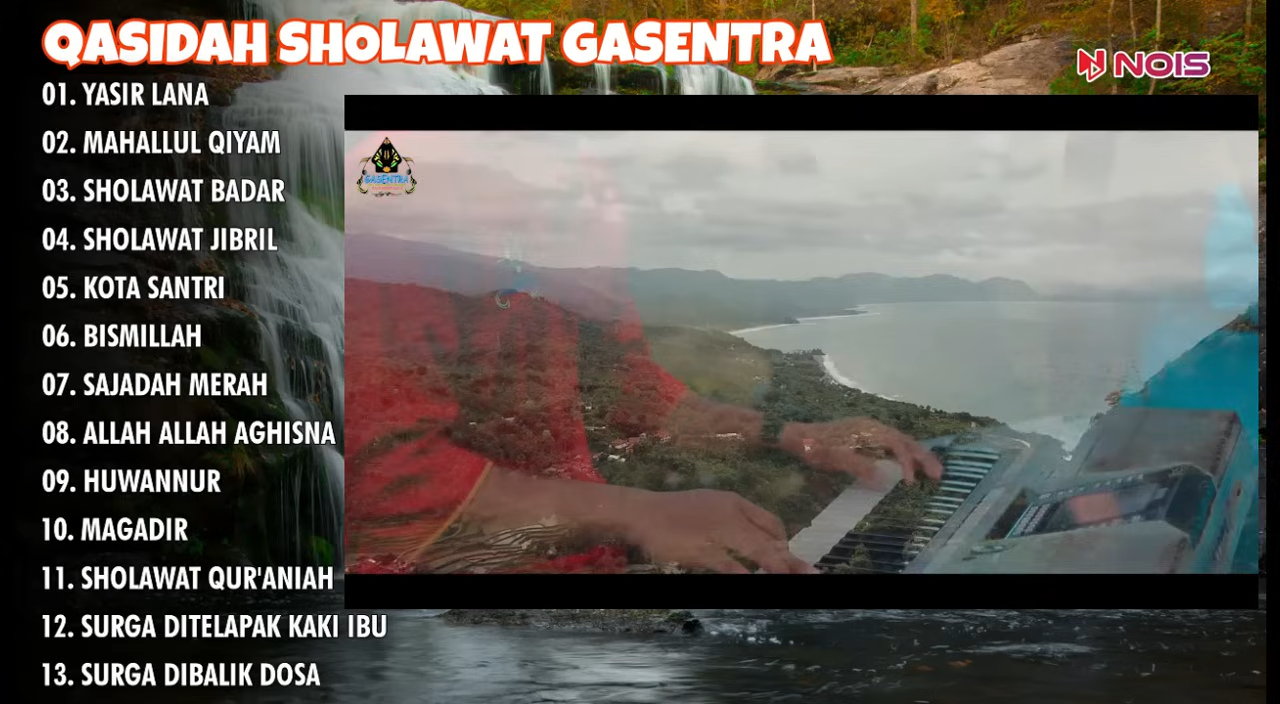 QASIDAH SHOLAWAT GASENTRA
NOIS
01. YASIR LANA
02. MAHALLUL QIYAM
03. SHOLAWAT BADAR
04. SHOLAWAT JIBRIL
05. KOTA SANTRI
06. BISMILLAH
07. SAJADAH MERAH
08. ALLAH ALLAH AGHISNA
09. HUWANNUR
10. MAGADIR
11. SHOLAWAT QUR'ANIAH
12. SURGA DITELAPAK KAKI IBU
13. SURGA DIBALIK DOSA
GASENTRA